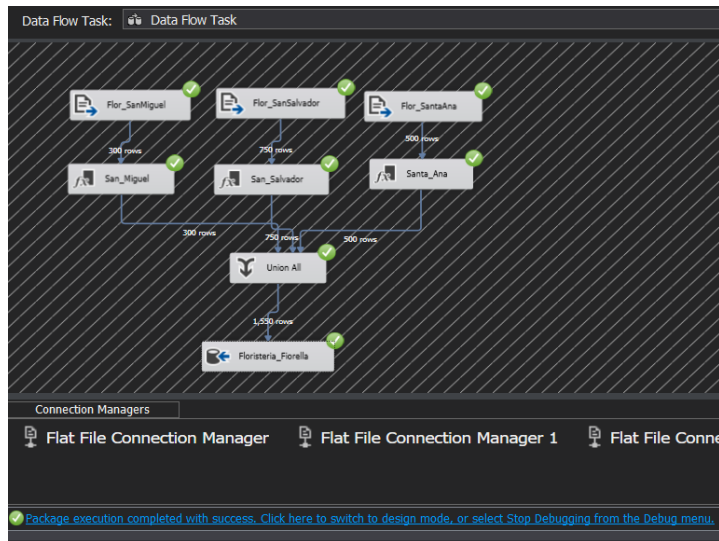 Data Flow Task: Data Flow Task
Flor_SanMiguel
Flor_SanSalvador
Flor_SantaAna
300 rows
750 rows
500 rows
San_Miguel
San_Salvador
Santa_Ana
300 rows
750 rows
500 rows
Union All
1,550 rows
Floristeria_Fiorella
Connection Managers
Flat File Connection Manager
Flat File Connection Manager 1
Flat File Conne
Package execution completed with success. Click here to switch to design mode, or select Stop Debugging from the Debug menu.